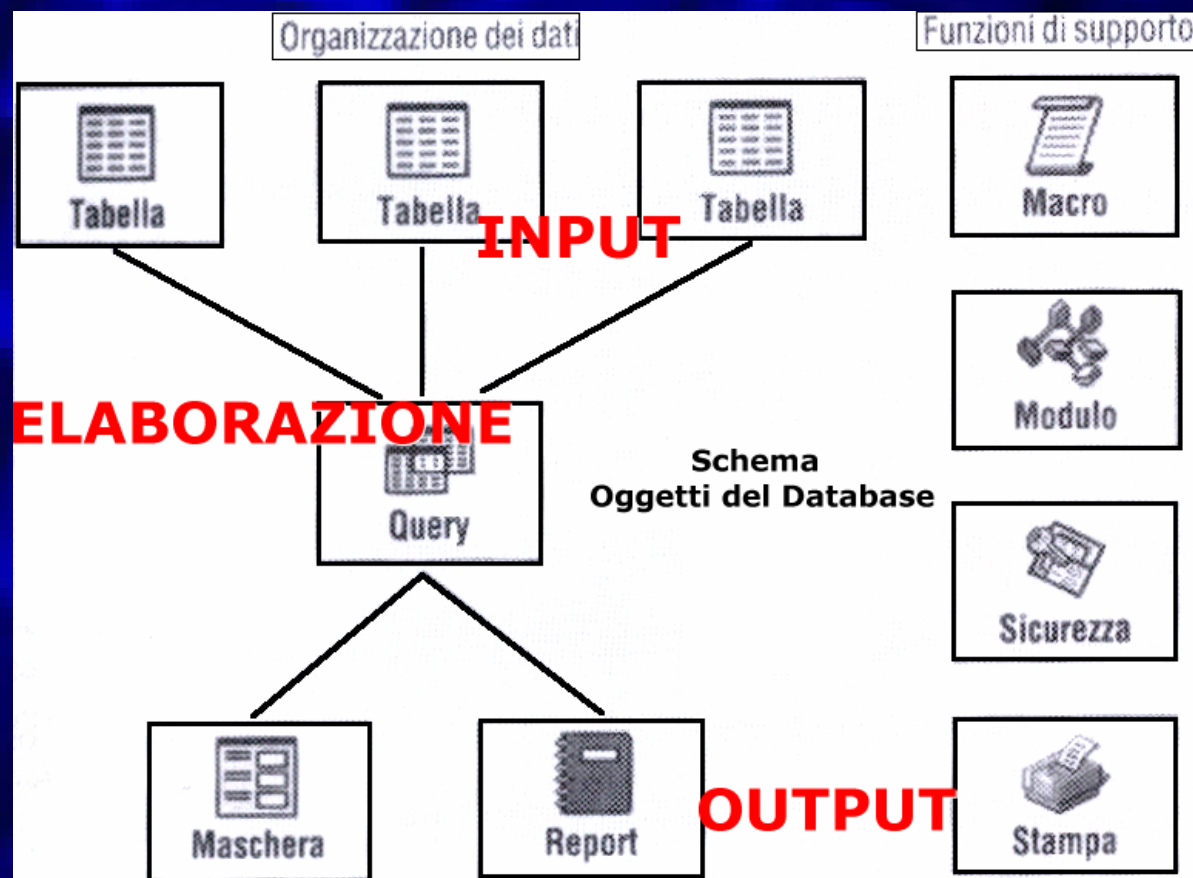 Organizzazione dei dati
Funzioni di supporto
Tabella
Tabella
Tabella
INPUT
Macro
ELABORAZIONE
Query
Schema
Oggetti del Database
Modulo
Sicurezza
Maschera
Report
OUTPUT
Stampa